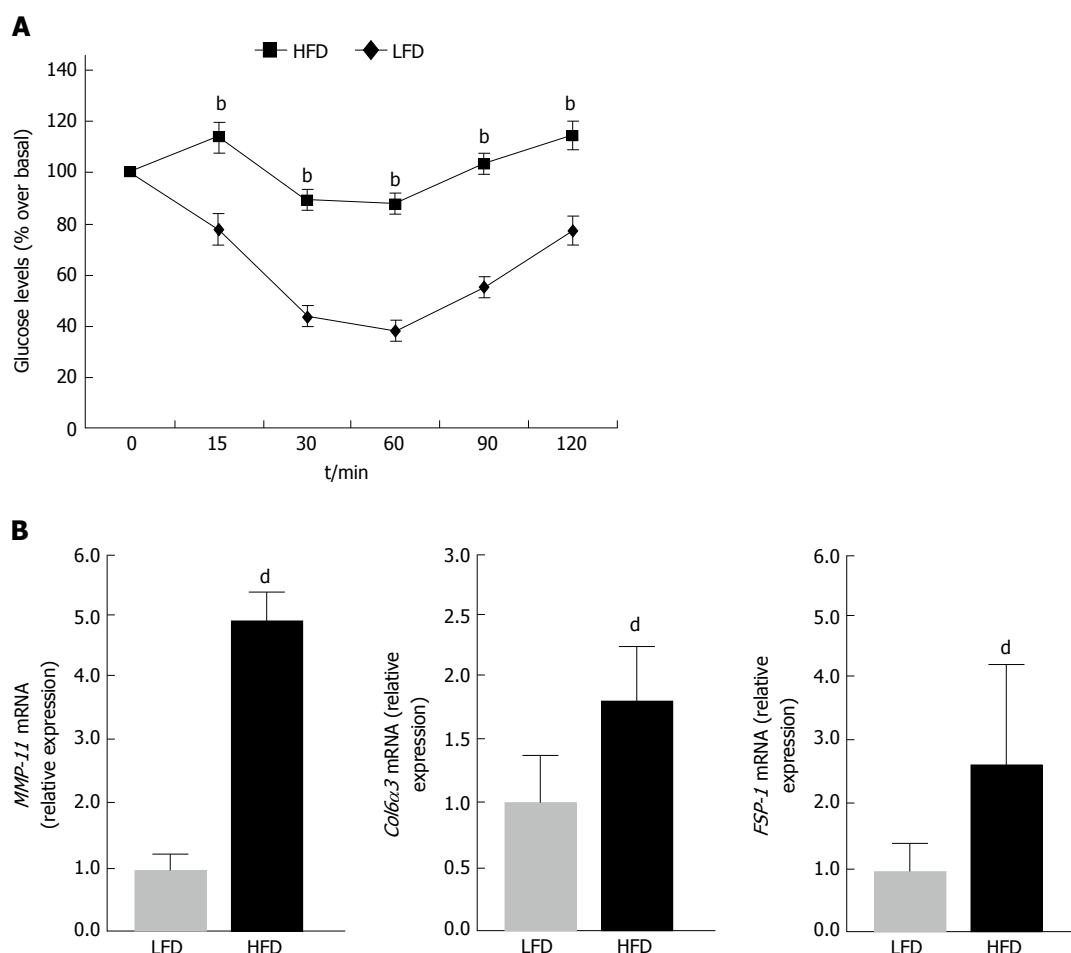 A
HFD LFD
140
120
100
80
60
40
20
0
Glucose levels (% over basal)
b
b
b
b
b
0 15 30 60 90 120
t/min
B
6.0
5.0
4.0
3.0
2.0
1.0
0.0
MMP-11 mRNA
(relative expression)
d
LFD HFD
3.0
2.5
2.0
1.5
1.0
0.5
0.0
Col6α3 mRNA (relative
expression)
d
LFD HFD
6.0
5.0
4.0
3.0
2.0
1.0
0.0
FSP-1 mRNA (relative
expression)
d
LFD HFD